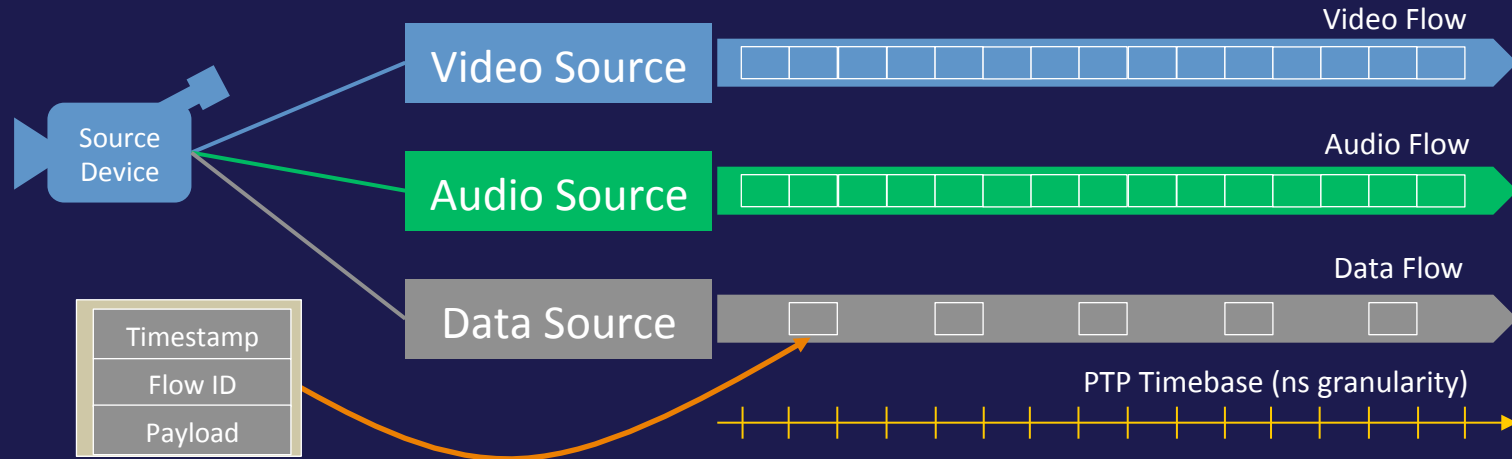 Video Flow
Video Source
Source
Device
Audio Flow
Audio Source
Data Flow
Data Source
Timestamp
Flow ID
Payload
PTP Timebase (ns granularity)